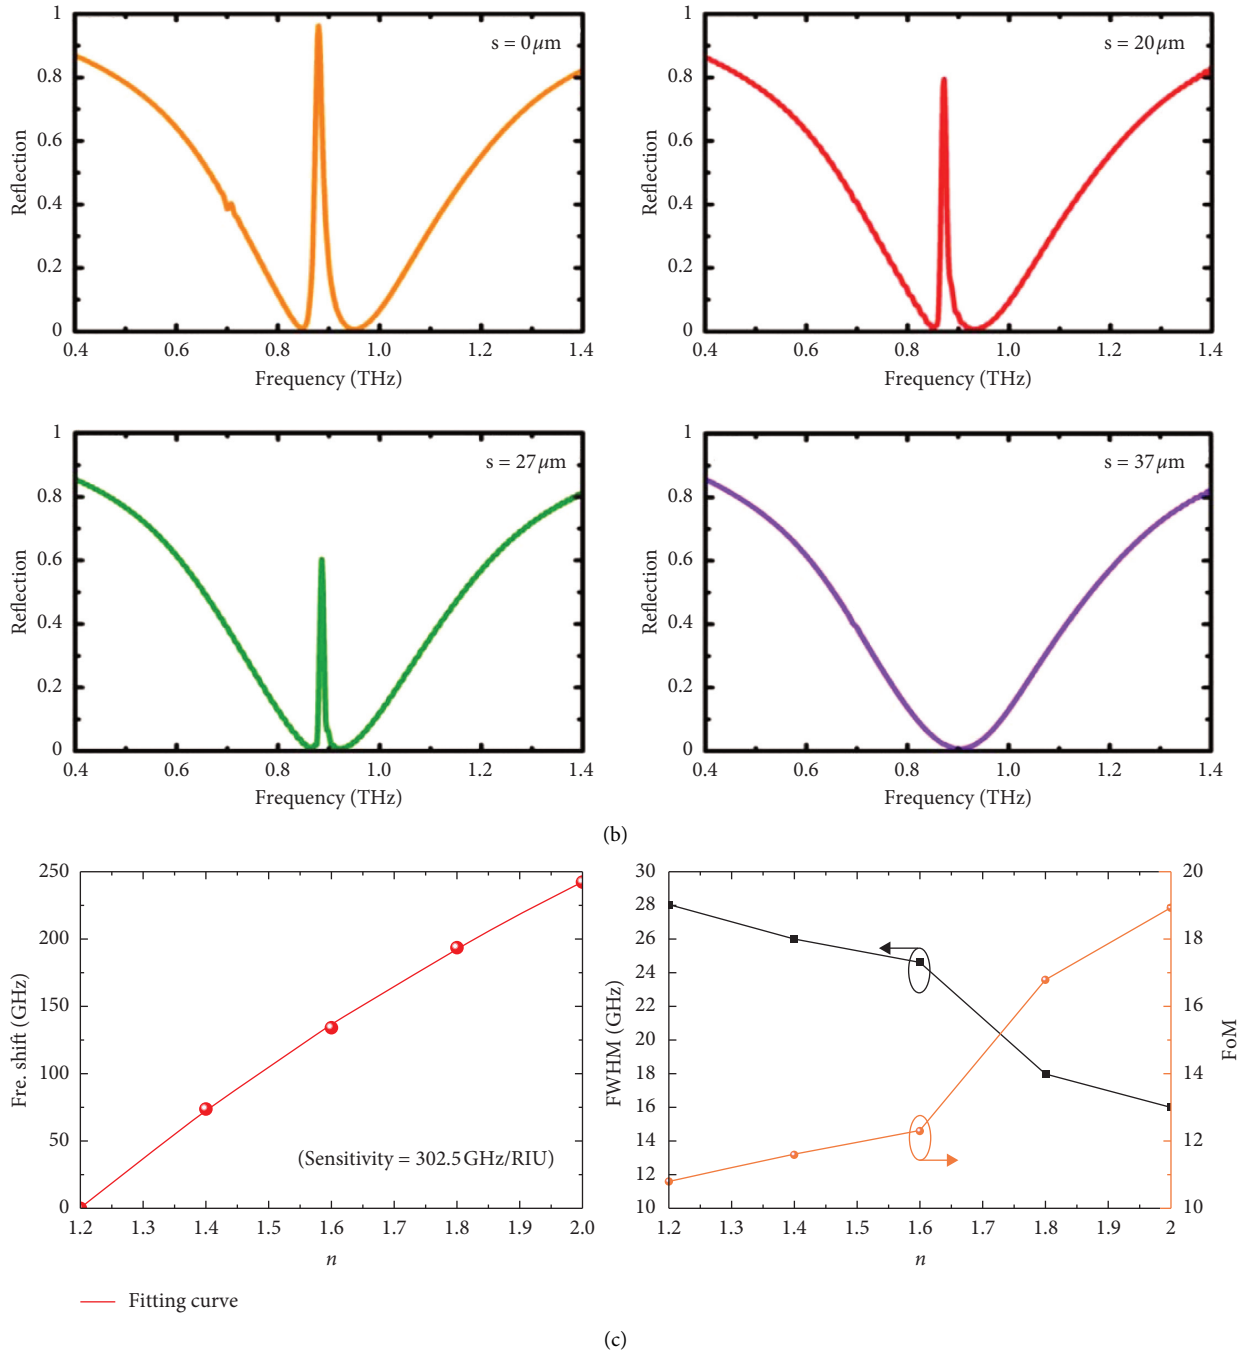 1
0.8
0.6
0.4
0.2
0
Reflection
s = 0 μm
0.4 0.6 0.8 1.0 1.2 1.4
Frequency (THz)
1
0.8
0.6
0.4
0.2
0
Reflection
s = 20 μm
0.4 0.6 0.8 1.0 1.2 1.4
Frequency (THz)
1
0.8
0.6
0.4
0.2
0
Reflection
s = 27 μm
0.4 0.6 0.8 1.0 1.2 1.4
Frequency (THz)
1
0.8
0.6
0.4
0.2
0
Reflection
s = 37 μm
0.4 0.6 0.8 1.0 1.2 1.4
Frequency (THz)
(b)
250
200
150
100
50
0
Fre. shift (GHz)
(Sensitivity = 302.5 GHz/RIU)
1.2 1.3 1.4 1.5 1.6 1.7 1.8 1.9 2.0
n
Fitting curve
30
28
26
24
22
20
18
16
14
12
10
FWHM (GHz)
20
18
16
14
12
10
FoM
1.2 1.3 1.4 1.5 1.6 1.7 1.8 1.9 2
n
(c)